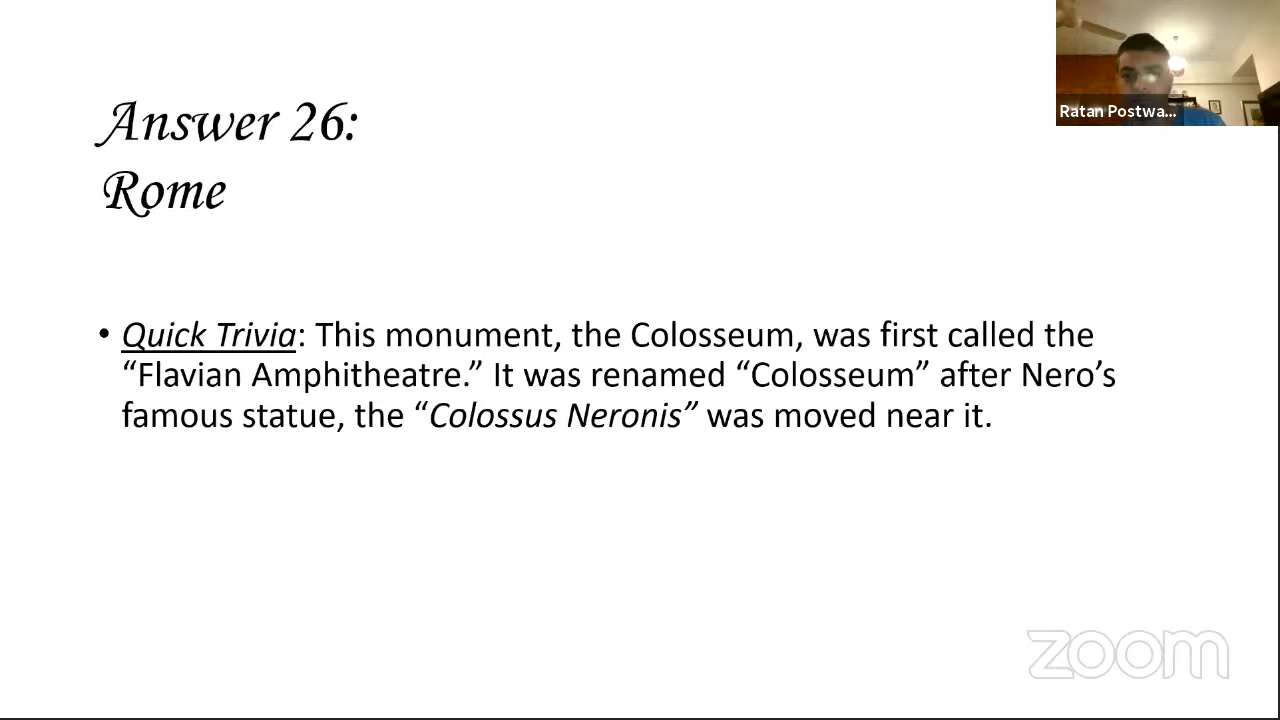 Ratan Postwa...
Answer 26:
Rome
• Quick Trivia: This monument, the Colosseum, was first called the
“Flavian Amphitheatre.” It was renamed “Colosseum” after Nero’s
famous statue, the “Colossus Neronis” was moved near it.
zoom